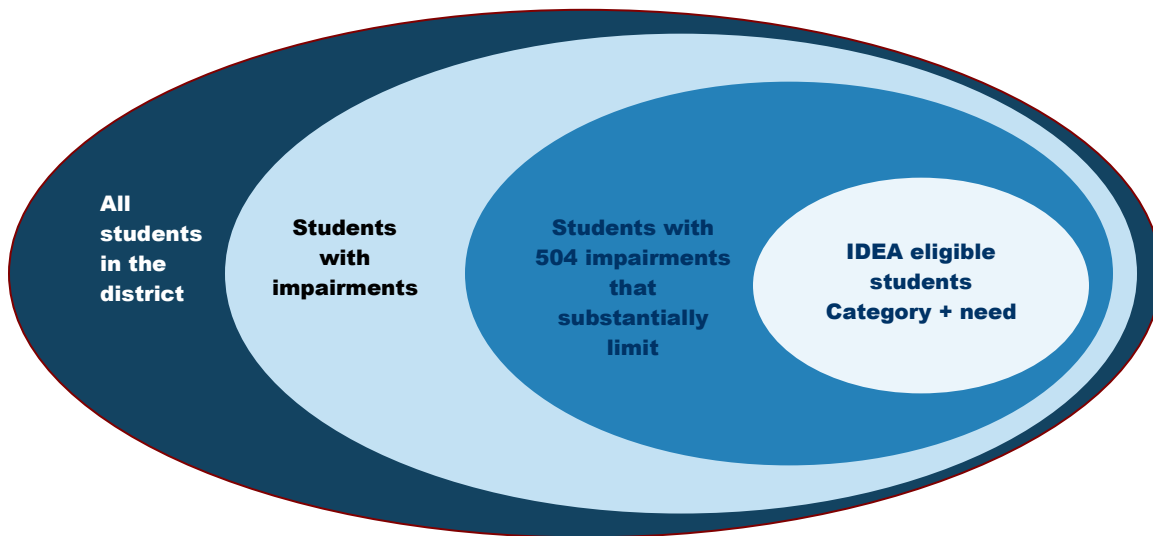 All
students
in the
district
Students
with
impairments
Students with
504 impairments
that
substantially
limit
IDEA eligible
students
Category + need